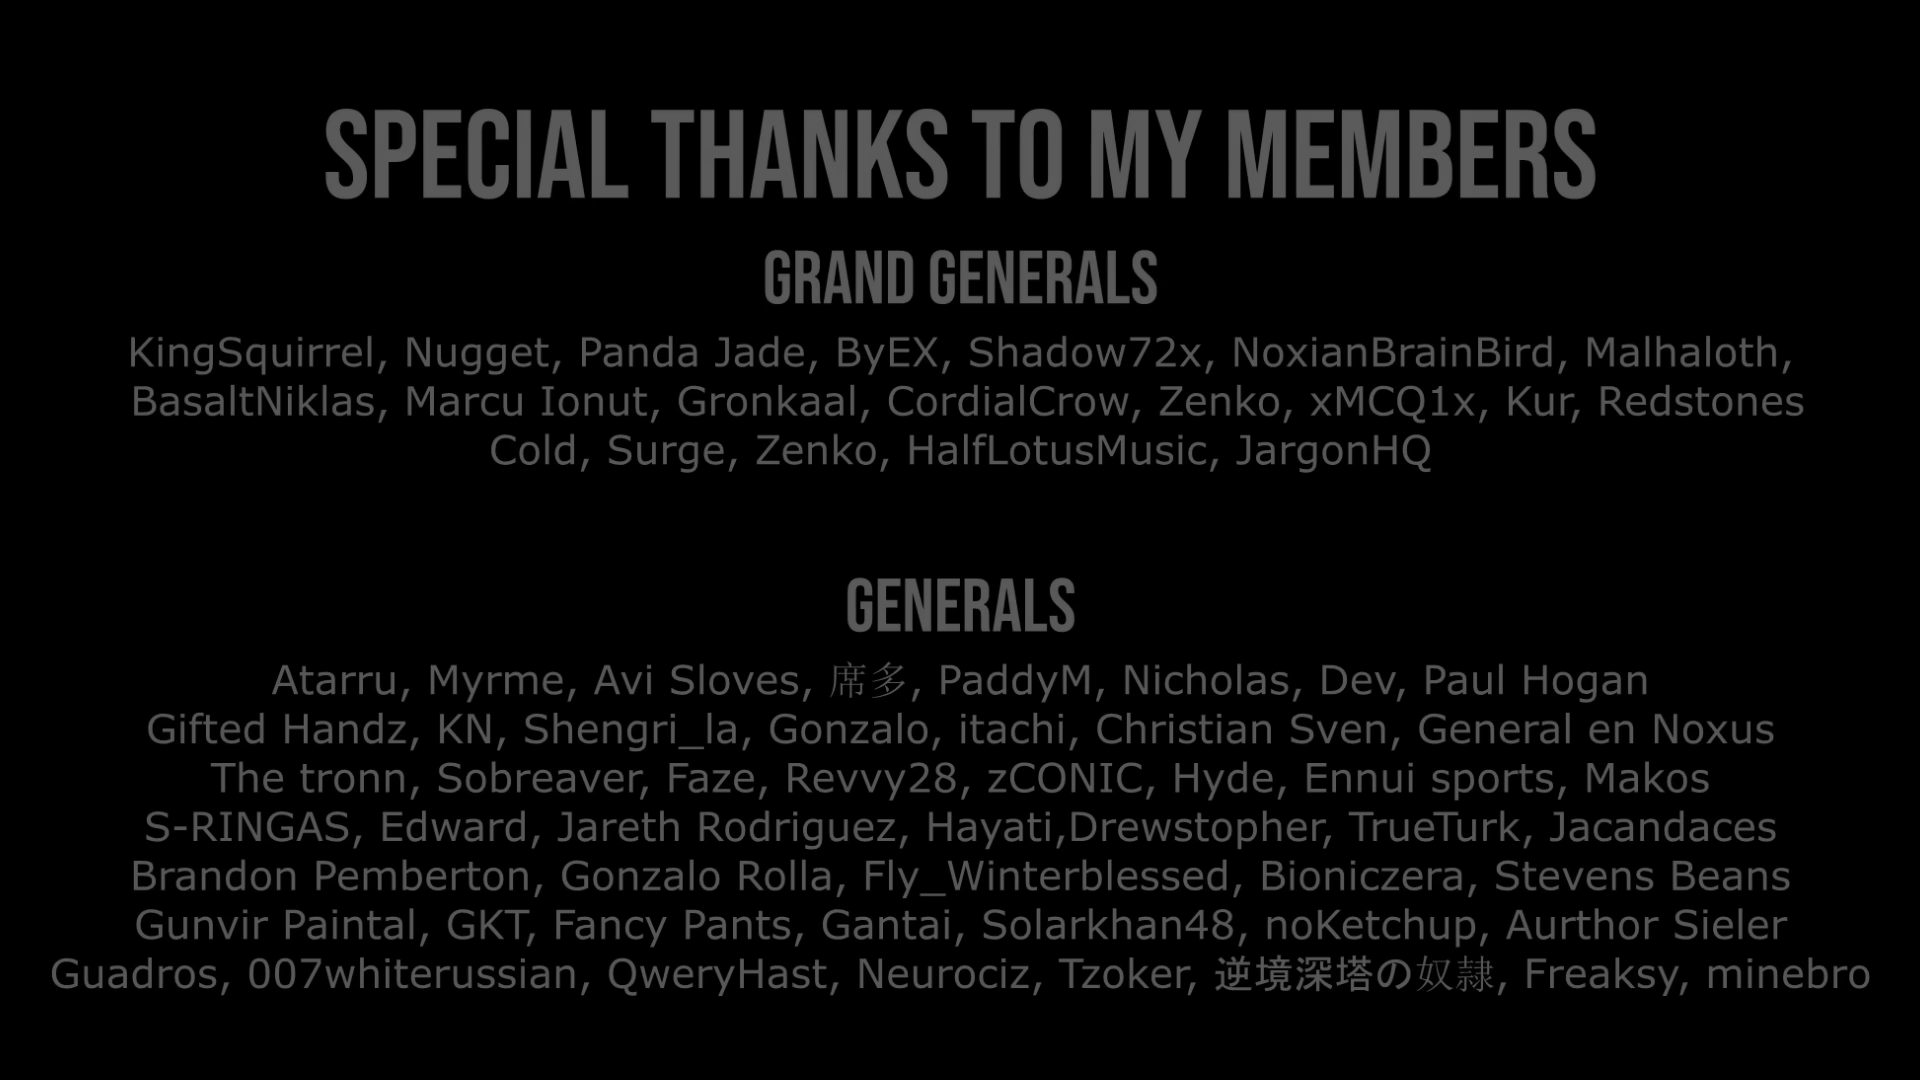 SPECIAL THANKS TO MY MEMBERS
GRAND GENERALS
KingSquirrel, Nugget, Panda Jade, ByEX, Shadow72x, NoxianBrainBird, Malhaloth,
BasaltNiklas, Marcu Ionut, Gronkaal, CordialCrow, Zenko, xMCQ1x, Kur, Redstones
Cold, Surge, Zenko, HalfLotusMusic, JargonHQ
GENERALS
Atarru, Myrme, Avi Sloves, 席多, PaddyM, Nicholas, Dev, Paul Hogan
Gifted Handz, KN, Shengri_la, Gonzalo, itachi, Christian Sven, General en Noxus
The tronn, Sobreaver, Faze, Revvy28, zCONIC, Hyde, Ennui sports, Makos
S-RINGAS, Edward, Jareth Rodriguez, Hayati,Drewstopher, TrueTurk, Jacandaces
Brandon Pemberton, Gonzalo Rolla, Fly_Winterblessed, Bioniczera, Stevens Beans
Gunvir Paintal, GKT, Fancy Pants, Gantai, Solarkhan48, noKetchup, Aurthor Sieler
Guadros, 007whiterussian, QweryHast, Neurociz, Tzoker, 逆境深塔の奴隷, Freaksy, minebro